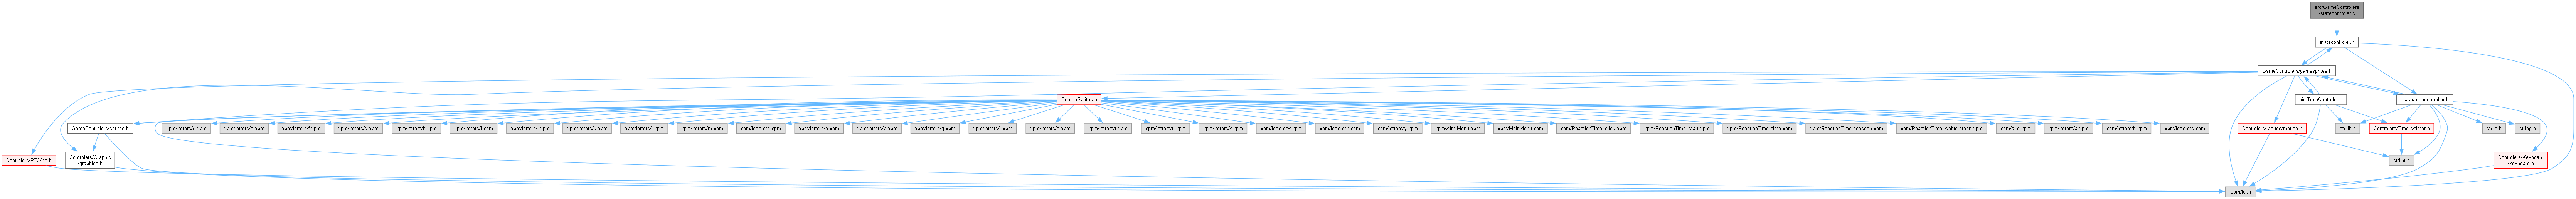 src/GameControlers
/statecontroler.c
statecontroler.h
GameControlers/gamesprites.h
ComunSprites.h
aimTrainControler.h
reactgamecontroller.h
GameControlers/sprites.h
xpm/letters/d.xpm
xpm/letters/e.xpm
xpm/letters/f.xpm
xpm/letters/g.xpm
xpm/letters/h.xpm
xpm/letters/i.xpm
xpm/letters/j.xpm
xpm/letters/k.xpm
xpm/letters/l.xpm
xpm/letters/m.xpm
xpm/letters/n.xpm
xpm/letters/o.xpm
xpm/letters/p.xpm
xpm/letters/q.xpm
xpm/letters/r.xpm
xpm/letters/s.xpm
xpm/letters/t.xpm
xpm/letters/u.xpm
xpm/letters/v.xpm
xpm/letters/w.xpm
xpm/letters/x.xpm
xpm/letters/y.xpm
xpm/Aim-Menu.xpm
xpm/MainMenu.xpm
xpm/ReactionTime_click.xpm
xpm/ReactionTime_start.xpm
xpm/ReactionTime_time.xpm
xpm/ReactionTime_toosoon.xpm
xpm/ReactionTime_waitforgreen.xpm
xpm/aim.xpm
xpm/letters/a.xpm
xpm/letters/b.xpm
xpm/letters/c.xpm
Controlers/Mouse/mouse.h
stdlib.h
Controlers/Timers/timer.h
stdio.h
string.h
Controlers/RTC/rtc.h
Controlers/Graphic
/graphics.h
stdint.h
Controlers/Keyboard
/keyboard.h
lcom/lcf.h